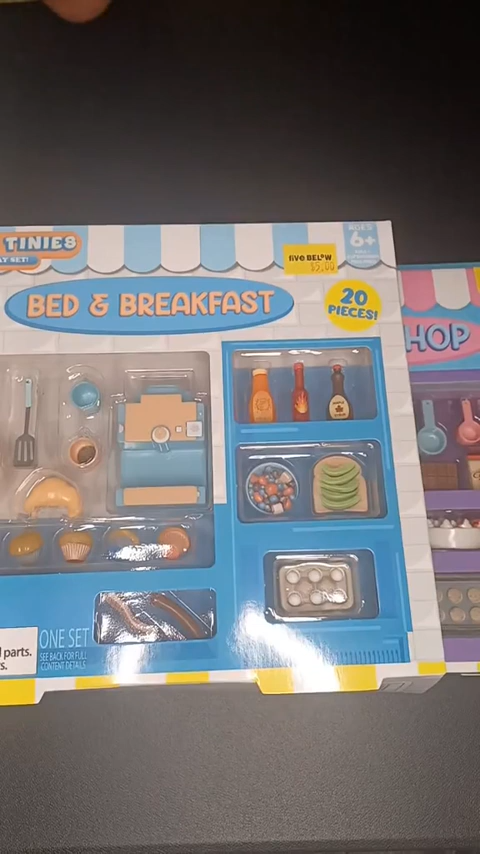 TINIES
AY SET!
AGES
6+
five BELOW
$5.00
BED & BREAKFAST
20
PIECES!
HOP
parts.
s.
ONE SET
SEE BACK FOR FULL
CONTENT DETAILS